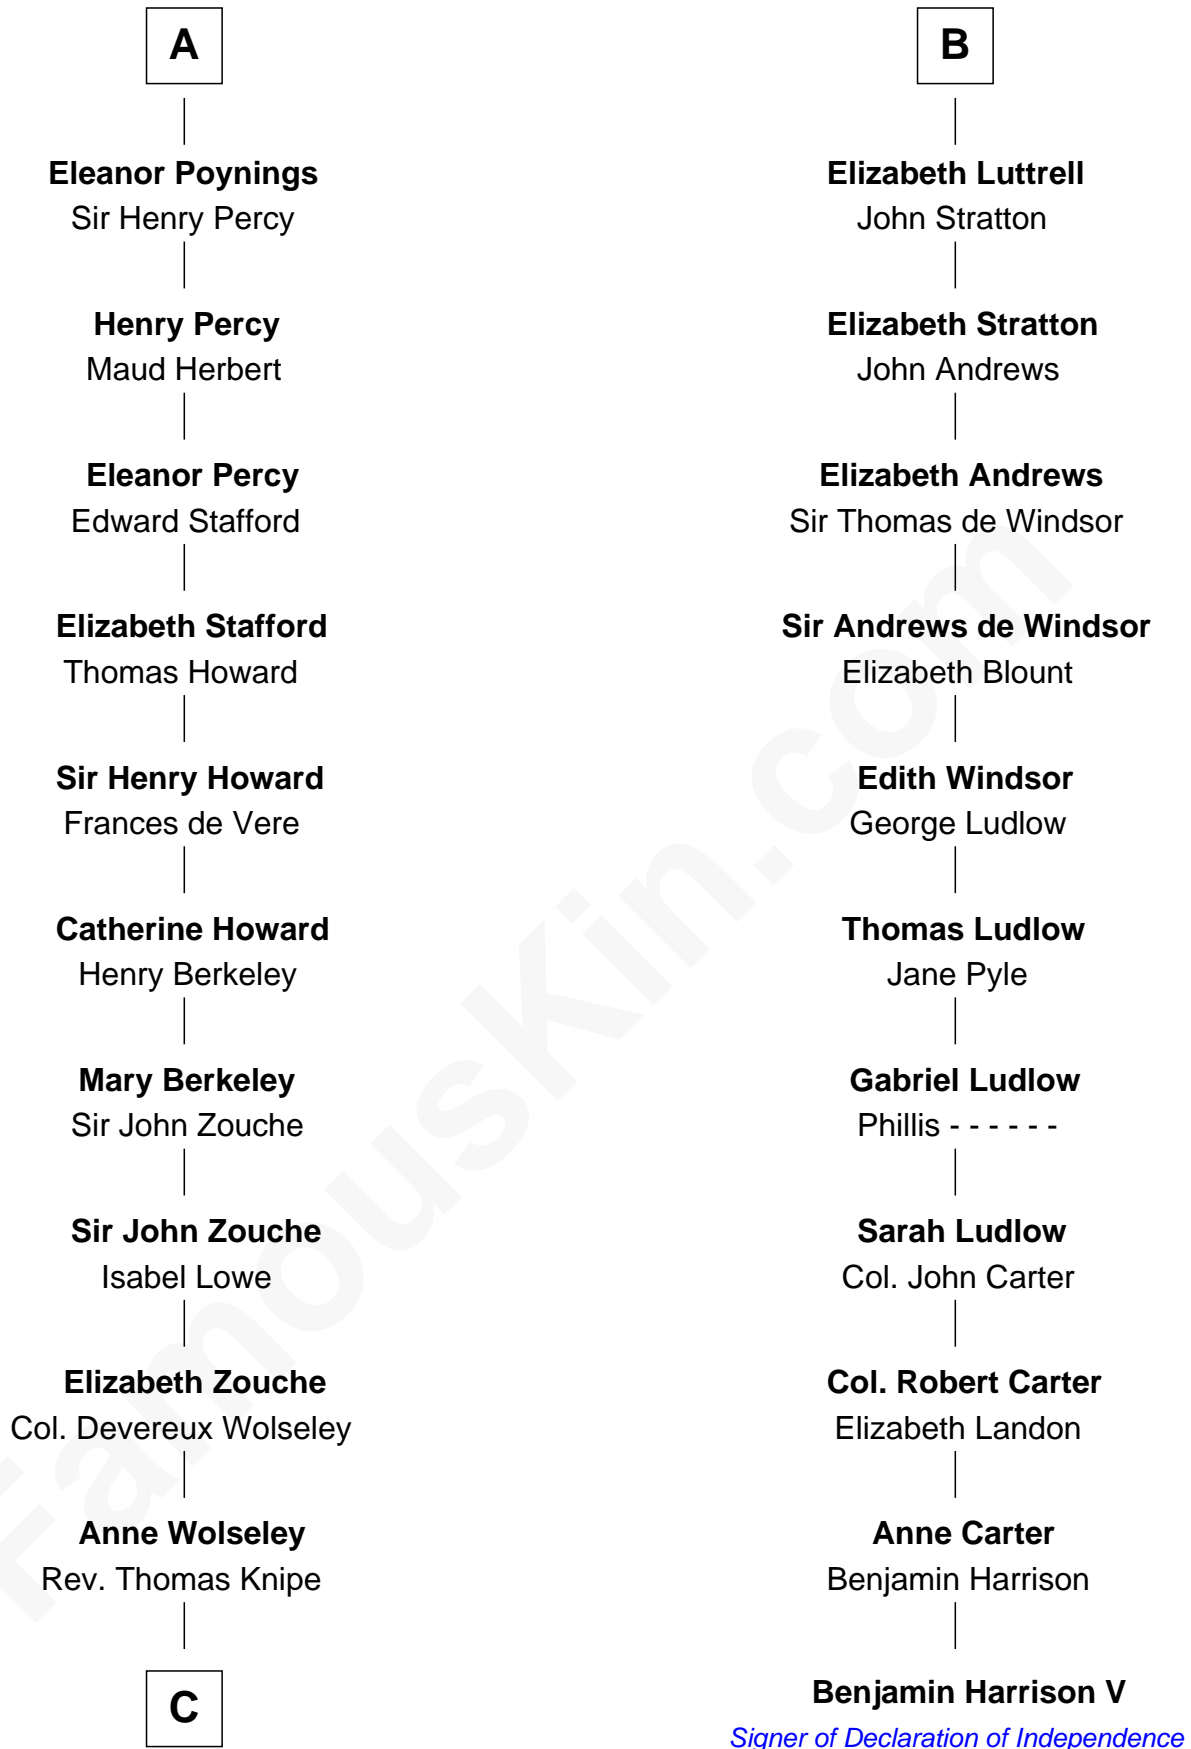 A
Eleanor Poynings
Sir Henry Percy
Henry Percy
Maud Herbert
Eleanor Percy
Edward Stafford
Elizabeth Stafford
Thomas Howard
Sir Henry Howard
Frances de Vere
Catherine Howard
Henry Berkeley
Mary Berkeley
Sir John Zouche
Sir John Zouche
Isabel Lowe
Elizabeth Zouche
Col. Devereux Wolseley
Anne Wolseley
Rev. Thomas Knipe
C
B
Elizabeth Luttrell
John Stratton
Elizabeth Stratton
John Andrews
Elizabeth Andrews
Sir Thomas de Windsor
Sir Andrews de Windsor
Elizabeth Blount
Edith Windsor
George Ludlow
Thomas Ludlow
Jane Pyle
Gabriel Ludlow
Phillis - - - - - -
Sarah Ludlow
Col. John Carter
Col. Robert Carter
Elizabeth Landon
Anne Carter
Benjamin Harrison
Benjamin Harrison V
Signer of Declaration of Independence
FamousKin.com